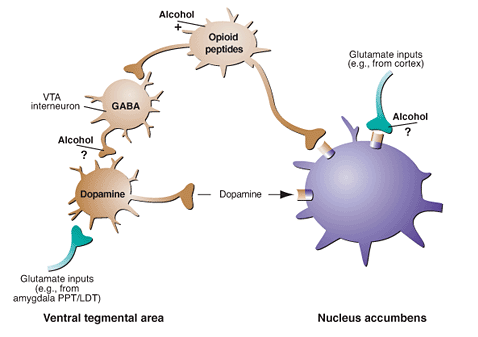 Alcohol
+
Opioid
peptides
Glutamate inputs
(e.g., from cortex)
VTA
interneuron
GABA
Alcohol
?
Alcohol
?
Dopamine
Dopamine
Glutamate inputs
(e.g., from
amygdala PPT/LDT)
Ventral tegmental area
Nucleus accumbens